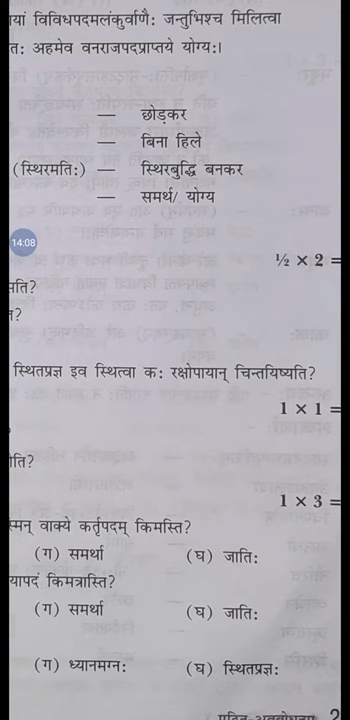 यां विविधपदमलंकुर्वाणैः जन्तुभिश्च मिलित्वा
तः अहमेव वनराजपदप्राप्तये योग्यः।
— छोड़कर
— बिना हिले
(स्थिरमतिः) — स्थिरबुद्धि बनकर
— समर्थ/ योग्य
14:08
½ × 2 =
स्थितप्रज्ञ इव स्थित्वा कः रक्षोपायान् चिन्तयिष्यति?
1 × 1 =
1 × 3 =
स्मन् वाक्ये कर्तृपदम् किमस्ति?
(ग) समर्था (घ) जातिः
यापदं किमत्रास्ति?
(ग) समर्था (घ) जातिः
(ग) ध्यानमग्नः (घ) स्थितप्रज्ञः